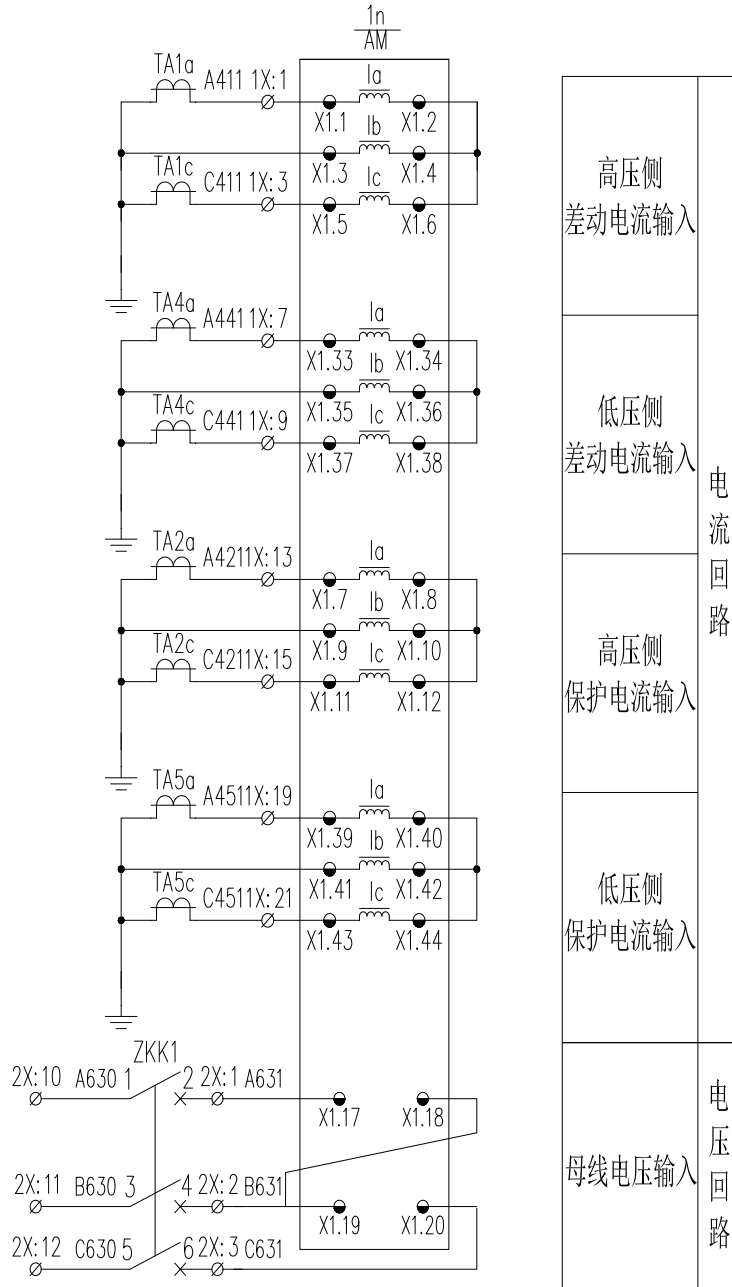 1n
AM
TA1a A411 1X:1 Ia
X1.1 X1.2
Ib
X1.3 X1.4
TA1c C411 1X:3 Ic
X1.5 X1.6
高压侧
差动电流输入
TA4a A441 1X:7 Ia
X1.33 X1.34
Ib
X1.35 X1.36
TA4c C441 1X:9 Ic
X1.37 X1.38
低压侧
差动电流输入
TA2a A421 1X:13 Ia
X1.7 X1.8
Ib
X1.9 X1.10
TA2c C421 1X:15 Ic
X1.11 X1.12
高压侧
保护电流输入
TA5a A451 1X:19 Ia
X1.39 X1.40
Ib
X1.41 X1.42
TA5c C451 1X:21 Ic
X1.43 X1.44
低压侧
保护电流输入
电
流
回
路
ZKK1
2X:10 A630 1 2 2X:1 A631
X1.17 X1.18
2X:11 B630 3 4 2X:2 B631
X1.19 X1.20
2X:12 C630 5 6 2X:3 C631
母线电压输入
电
压
回
路